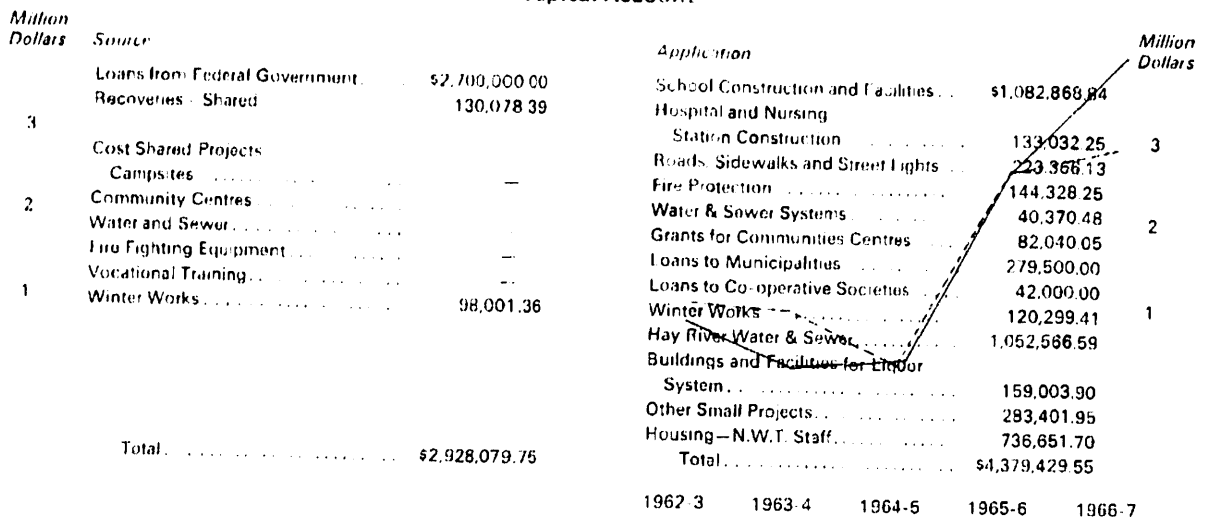 Million
Dollars
Source
Loans from Federal Government. $2,700,000 00
Recoveries - Shared 130,078 39
3
Cost Shared Projects
Campsites ........ —
2
Community Centres
Water and Sewer
Fire Fighting Equipment .... —
Vocational Training..
1
Winter Works.......... 98,001.36
Total. ............ $2,928,079.75
Application
Million
Dollars
School Construction and Facilities.. $1,082,868.84
Hospital and Nursing
Station Construction ....... 133,032.25
3
Roads, Sidewalks and Street Lights .. 223,366.13
Fire Protection ......... 144,328.25
Water & Sewer Systems. 40,370.48
2
Grants for Communities Centres ... 82,040.05
Loans to Municipalities 279,500.00
Loans to Co-operative Societies . 42,000.00
Winter Works .......... 120,299.41
1
Hay River Water & Sewer........ 1,052,566.59
Buildings and Facilities for Liquor
System.. .......... 159,003.90
Other Small Projects.......... 283,401.95
Housing—N.W.T. Staff........ 736,651.70
Total............ $4,379,429.55
1962-3 1963-4 1964-5 1965-6 1966-7